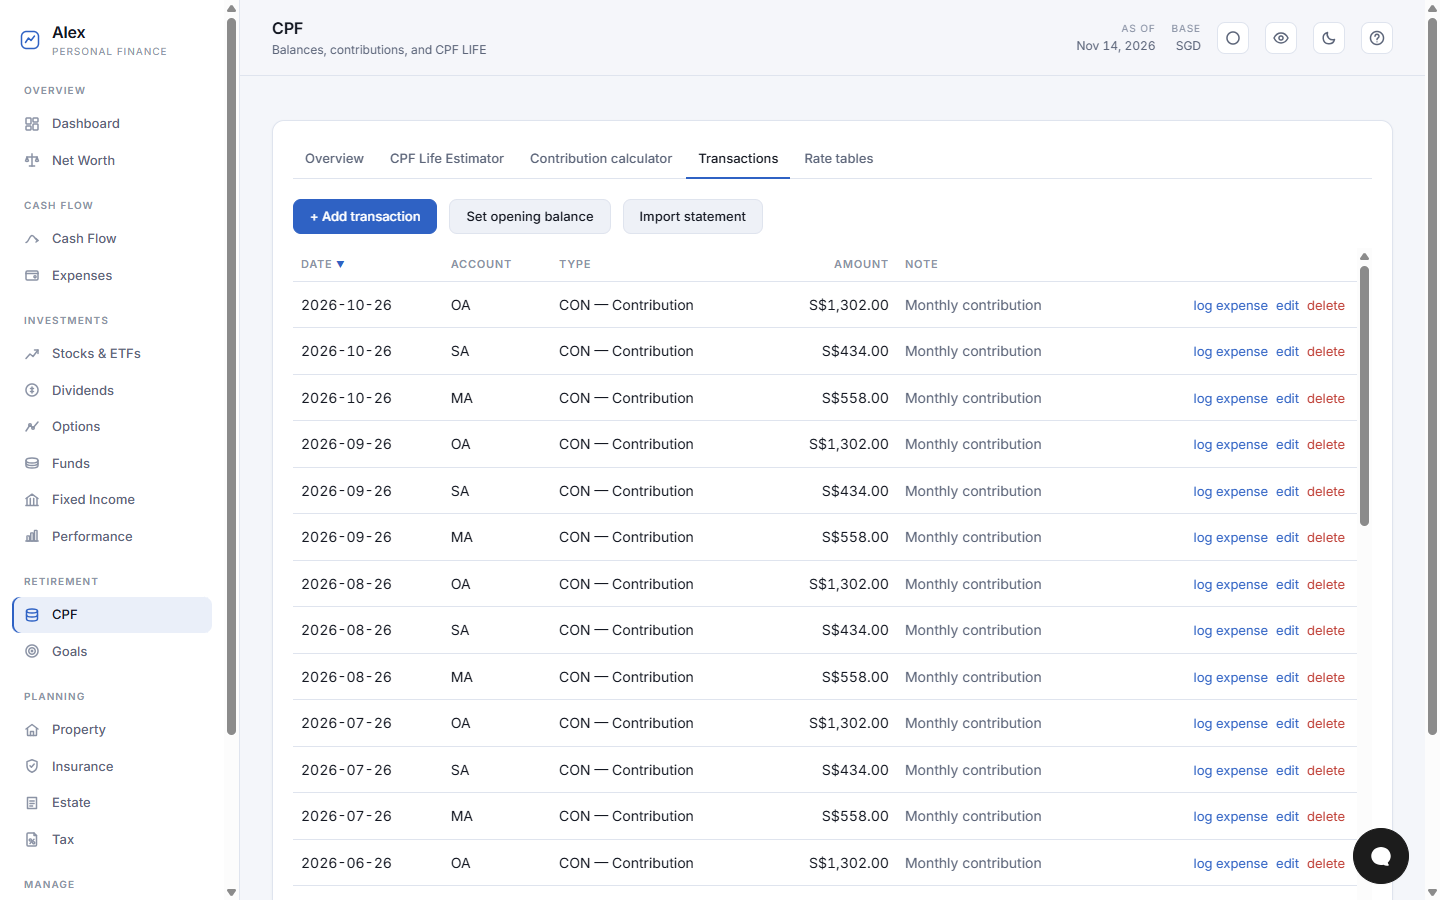 Alex
PERSONAL FINANCE
OVERVIEW
Dashboard
Net Worth
CASH FLOW
Cash Flow
Expenses
INVESTMENTS
Stocks & ETFs
Dividends
Options
Funds
Fixed Income
Performance
RETIREMENT
CPF
Goals
PLANNING
Property
Insurance
Estate
Tax
MANAGE
CPF
Balances, contributions, and CPF LIFE
AS OF
Nov 14, 2026
BASE
SGD
Overview CPF Life Estimator Contribution calculator Transactions Rate tables
+ Add transaction Set opening balance Import statement
DATE ▼ ACCOUNT TYPE AMOUNT NOTE
2026-10-26 OA CON — Contribution S$1,302.00 Monthly contribution log expense edit delete
2026-10-26 SA CON — Contribution S$434.00 Monthly contribution log expense edit delete
2026-10-26 MA CON — Contribution S$558.00 Monthly contribution log expense edit delete
2026-09-26 OA CON — Contribution S$1,302.00 Monthly contribution log expense edit delete
2026-09-26 SA CON — Contribution S$434.00 Monthly contribution log expense edit delete
2026-09-26 MA CON — Contribution S$558.00 Monthly contribution log expense edit delete
2026-08-26 OA CON — Contribution S$1,302.00 Monthly contribution log expense edit delete
2026-08-26 SA CON — Contribution S$434.00 Monthly contribution log expense edit delete
2026-08-26 MA CON — Contribution S$558.00 Monthly contribution log expense edit delete
2026-07-26 OA CON — Contribution S$1,302.00 Monthly contribution log expense edit delete
2026-07-26 SA CON — Contribution S$434.00 Monthly contribution log expense edit delete
2026-07-26 MA CON — Contribution S$558.00 Monthly contribution log expense edit delete
2026-06-26 OA CON — Contribution S$1,302.00 Monthly contribution log expense edit delete